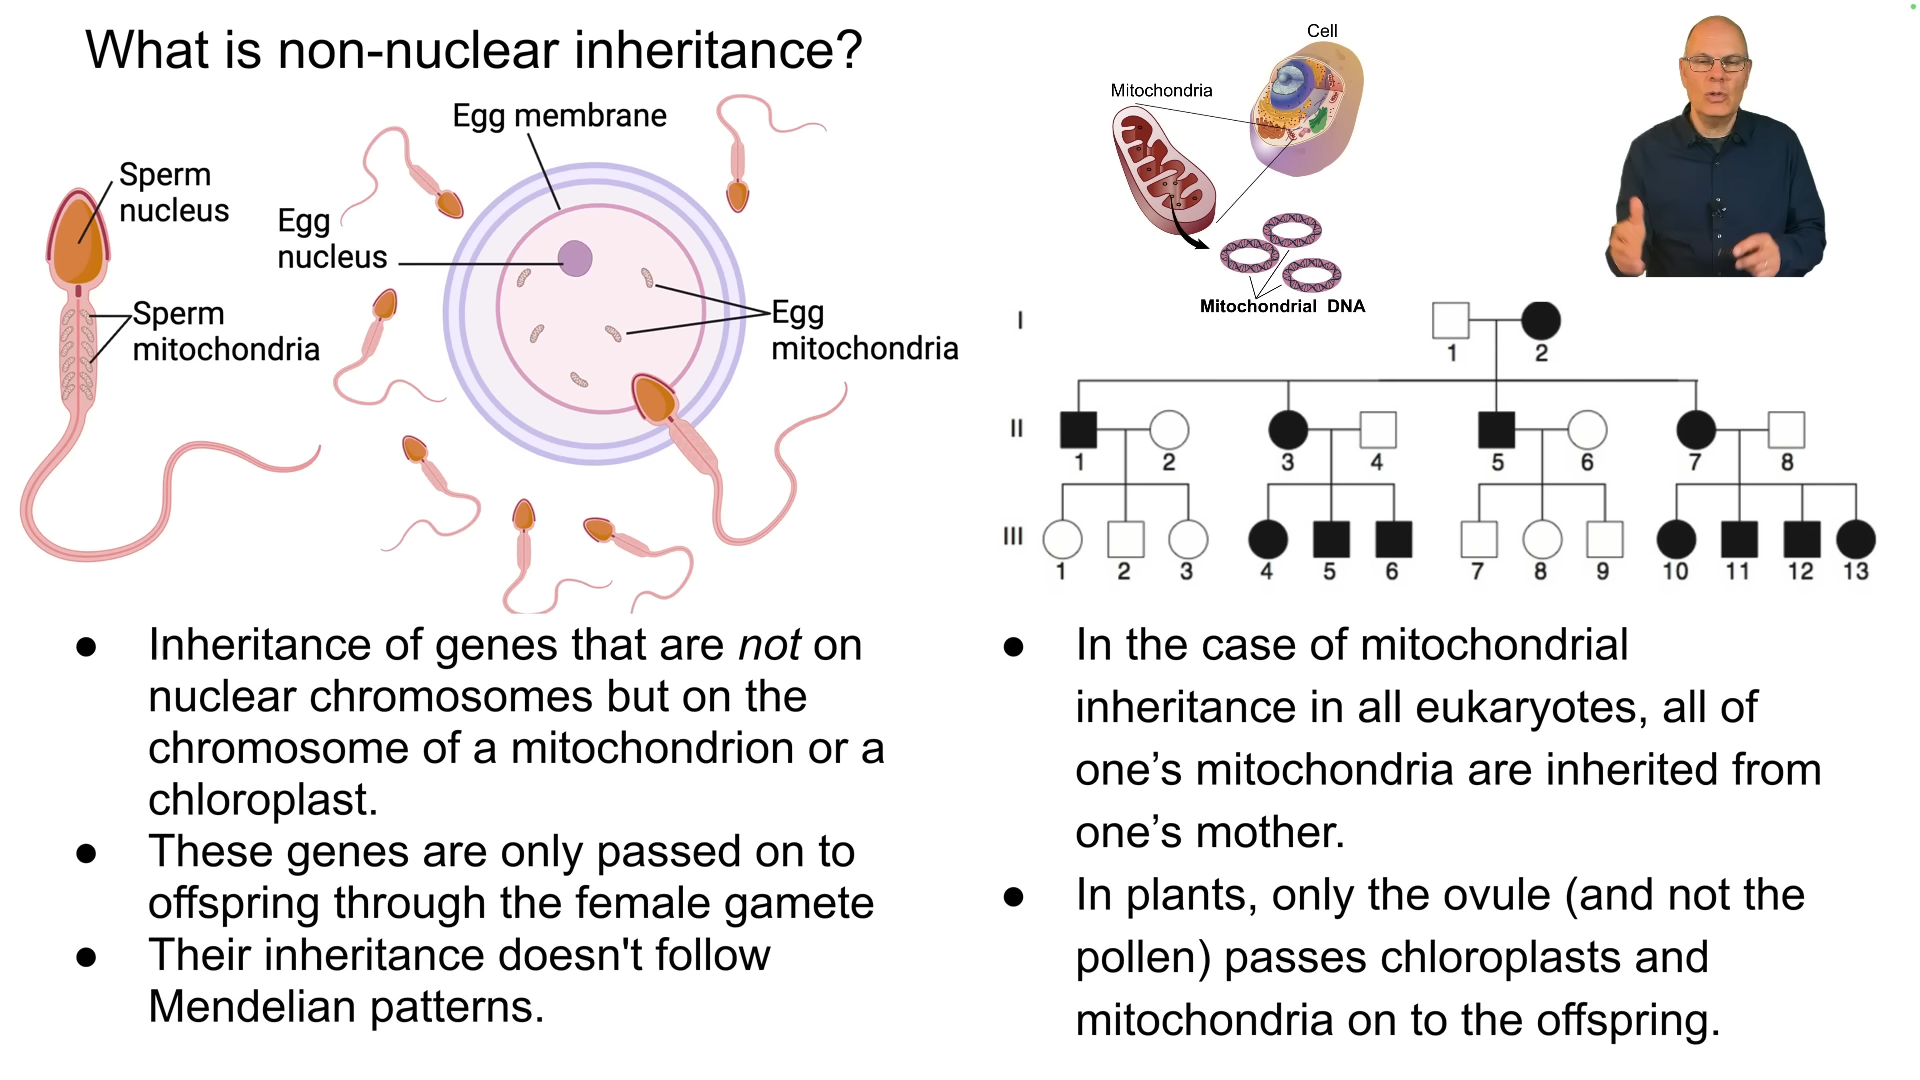 What is non-nuclear inheritance?
Egg membrane
Sperm
nucleus
Egg
nucleus
Sperm
mitochondria
Egg
mitochondria
● Inheritance of genes that are not on
nuclear chromosomes but on the
chromosome of a mitochondrion or a
chloroplast.
● These genes are only passed on to
offspring through the female gamete
● Their inheritance doesn't follow
Mendelian patterns.
Cell
Mitochondria
Mitochondrial DNA
I
1 2
II
1 2 3 4 5 6 7 8
III
1 2 3 4 5 6 7 8 9 10 11 12 13
● In the case of mitochondrial
inheritance in all eukaryotes, all of
one’s mitochondria are inherited from
one’s mother.
● In plants, only the ovule (and not the
pollen) passes chloroplasts and
mitochondria on to the offspring.